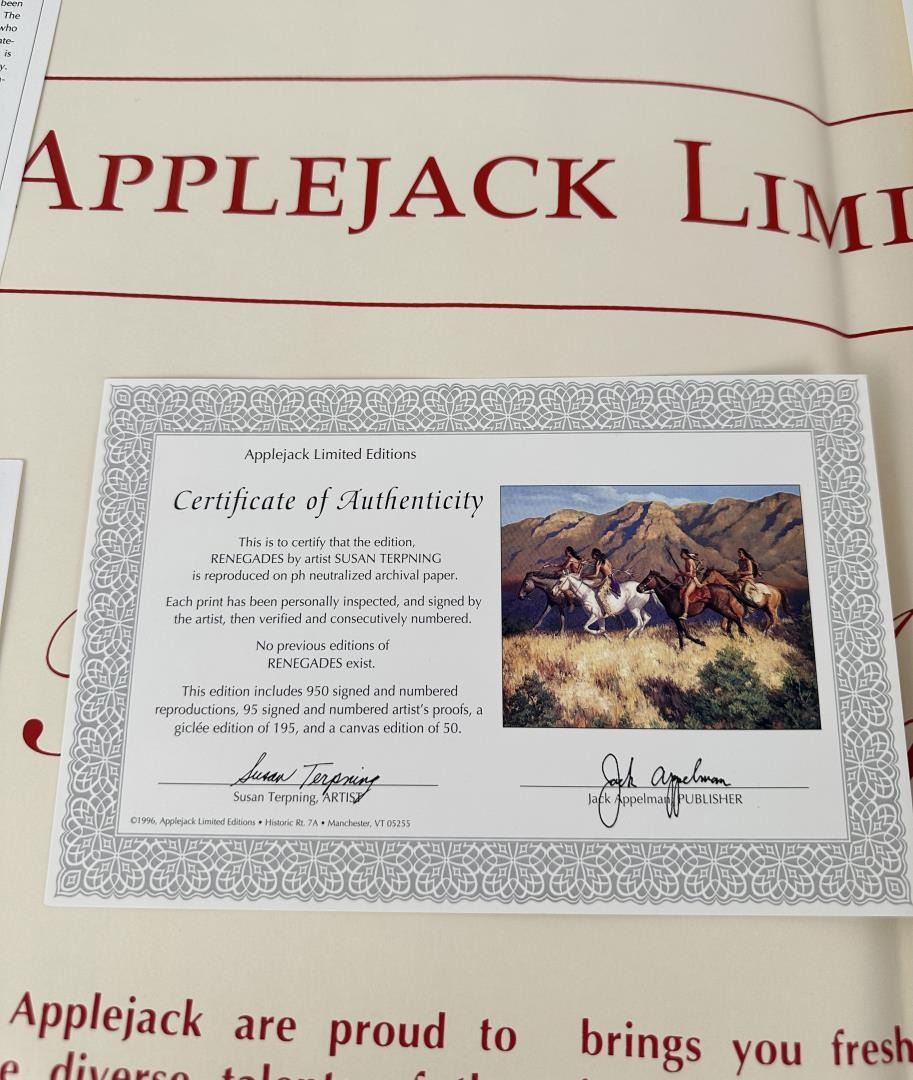 been
The
who
is
APPLEJACK LIMI
Applejack Limited Editions
Certificate of Authenticity
This is to certify that the edition,
RENEGADES by artist SUSAN TERPNING
is reproduced on ph neutralized archival paper.
Each print has been personally inspected, and signed by
the artist, then verified and consecutively numbered.
No previous editions of
RENEGADES exist.
This edition includes 950 signed and numbered
reproductions, 95 signed and numbered artist's proofs, a
giclée edition of 195, and a canvas edition of 50.
Susan Terpning
Susan Terpning, ARTIST
Jack Appelman
Jack Appelman, PUBLISHER
©1996, Applejack Limited Editions • Historic Rt. 7A • Manchester, VT 05255
Applejack are proud to brings you fresh
diverse